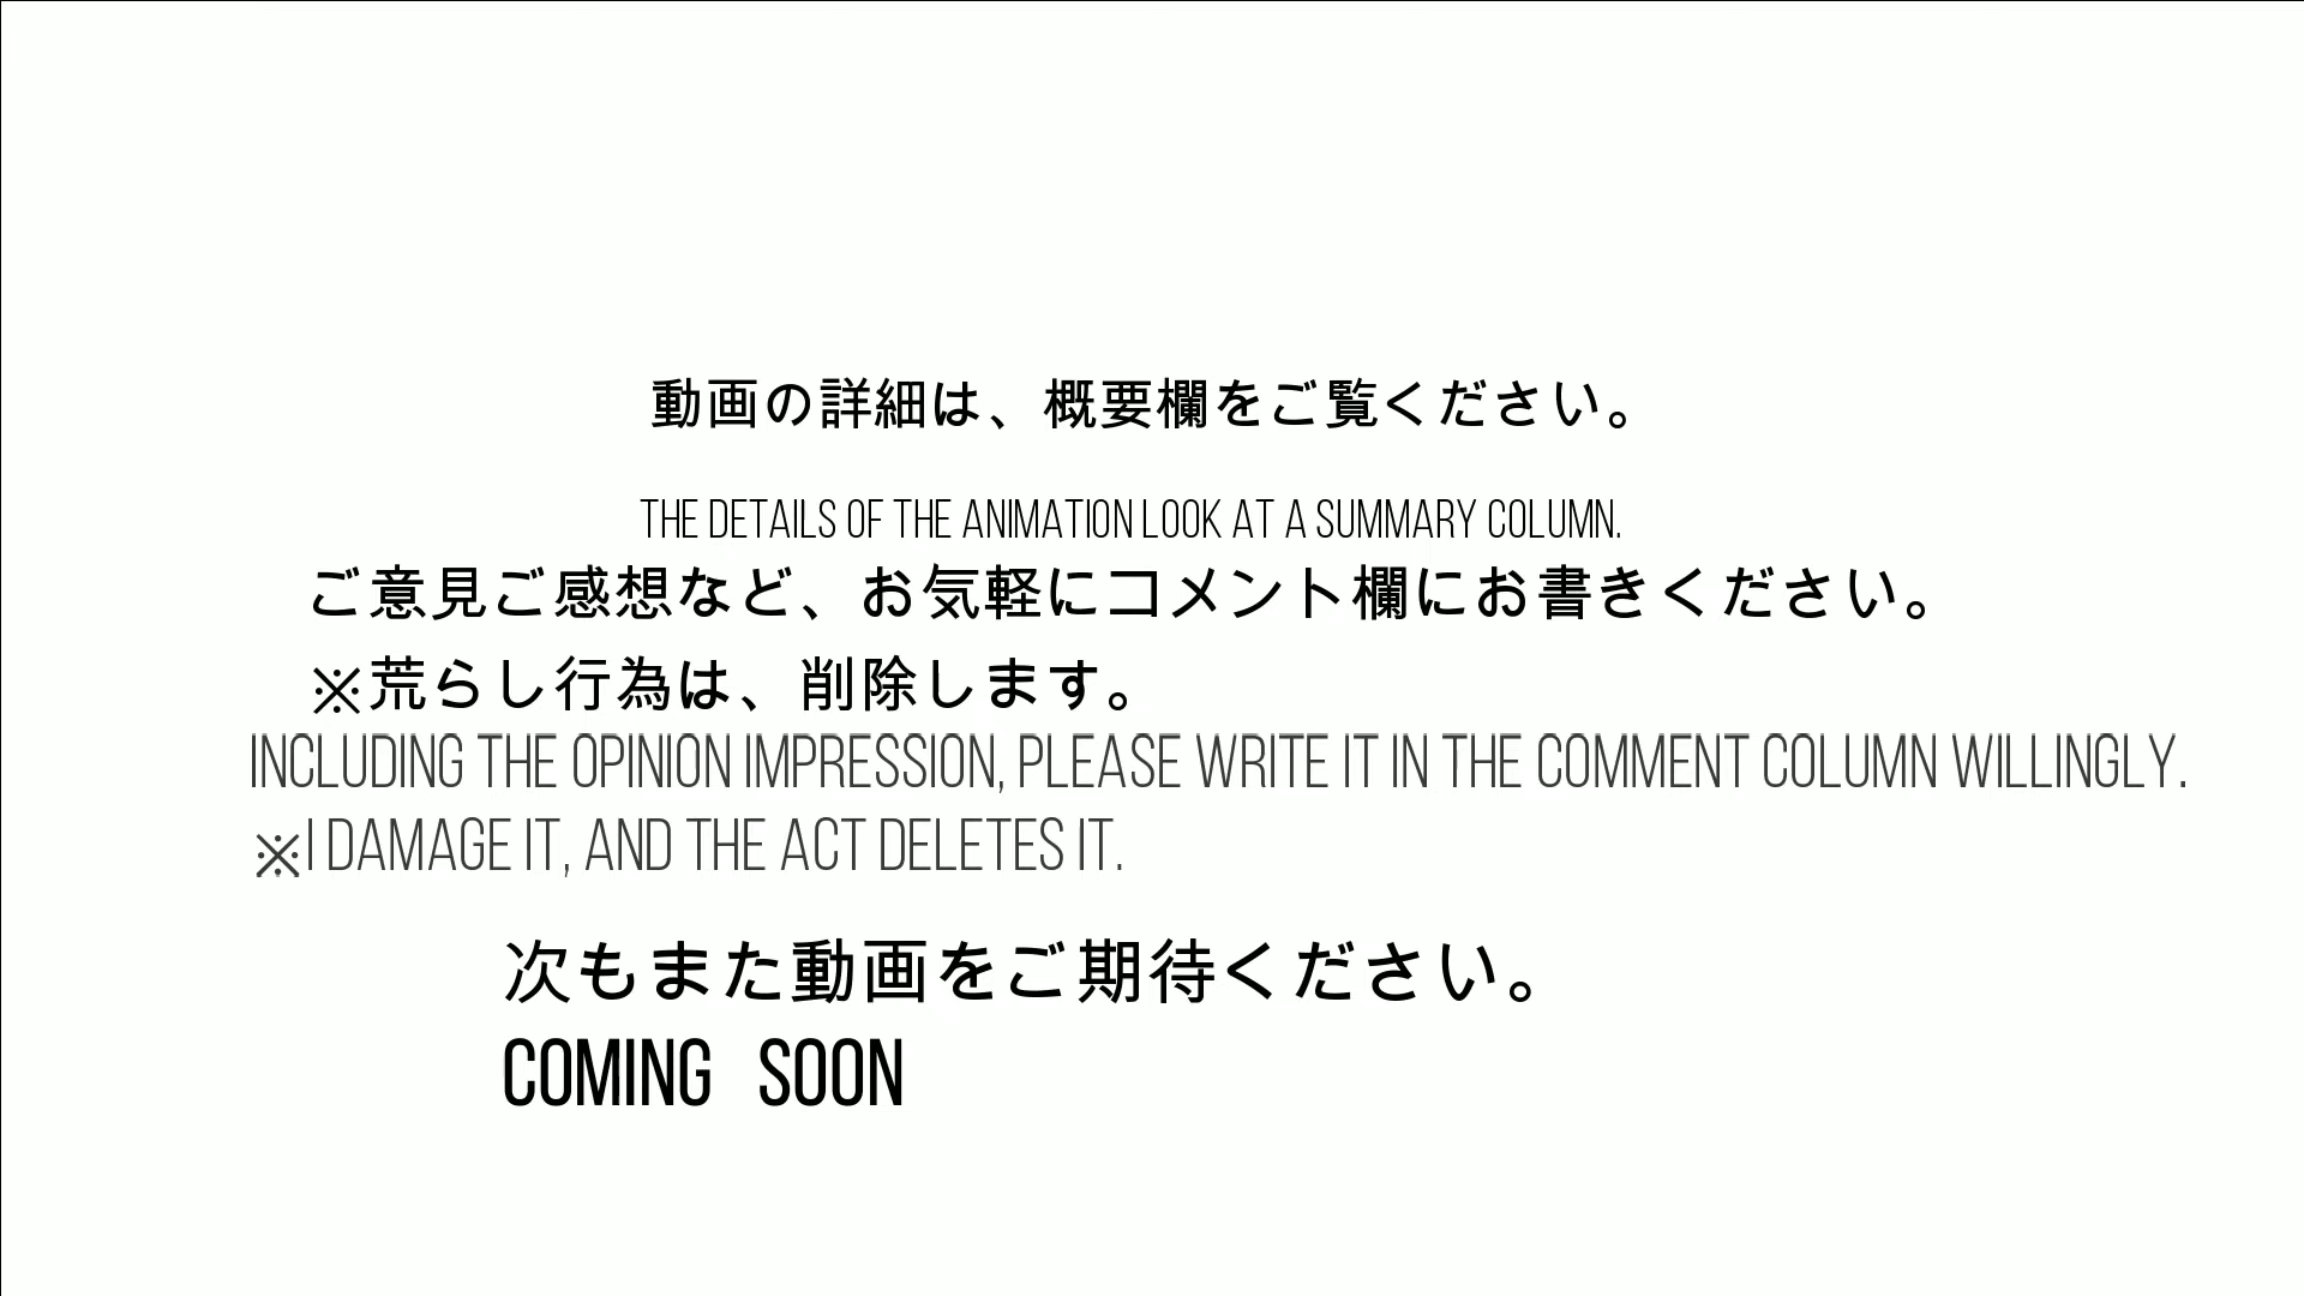 動画の詳細は、概要欄をご覧ください。
THE DETAILS OF THE ANIMATION LOOK AT A SUMMARY COLUMN.
ご意見ご感想など、お気軽にコメント欄にお書きください。
※荒らし行為は、削除します。
INCLUDING THE OPINION IMPRESSION, PLEASE WRITE IT IN THE COMMENT COLUMN WILLINGLY.
※I DAMAGE IT, AND THE ACT DELETES IT.
次もまた動画をご期待ください。
COMING SOON